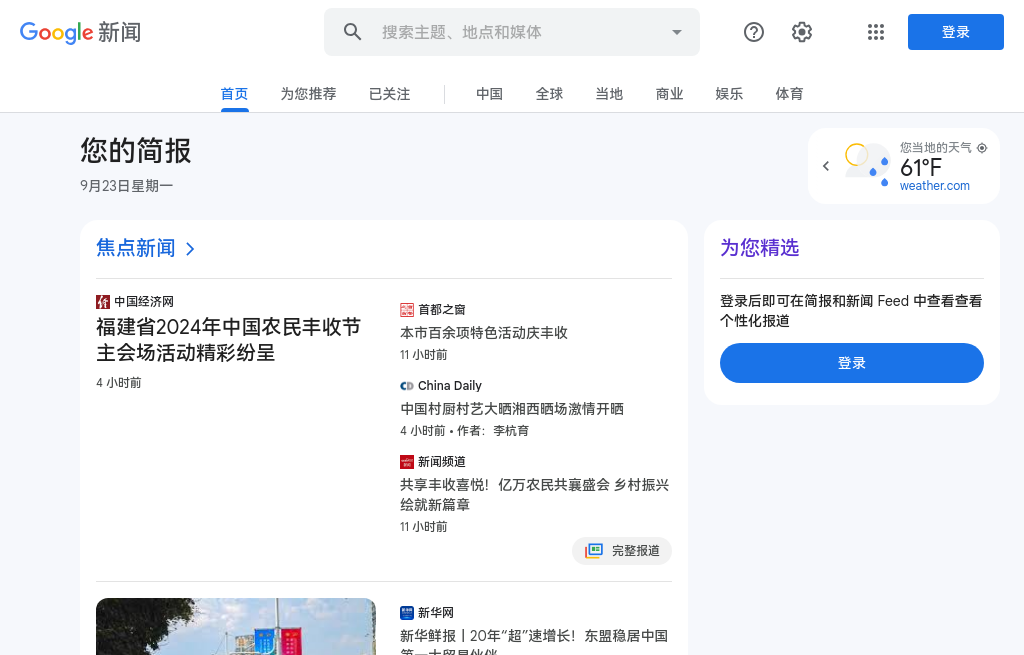 Google 新闻
搜索主题、地点和媒体
登录
首页
为您推荐
已关注
中国
全球
当地
商业
娱乐
体育
您的简报
9月23日星期一
您当地的天气
61°F
weather.com
焦点新闻
中国经济网
福建省2024年中国农民丰收节
主会场活动精彩纷呈
4 小时前
首都之窗
本市百余项特色活动庆丰收
11 小时前
China Daily
中国村厨村艺大晒湘西晒场激情开晒
4 小时前 • 作者：李杭育
新闻频道
共享丰收喜悦！亿万农民共襄盛会 乡村振兴
绘就新篇章
11 小时前
完整报道
新华网
新华鲜报丨20年“超”速增长！东盟稳居中国
第一大贸易伙伴
为您精选
登录后即可在简报和新闻 Feed 中查看查看
个性化报道
登录